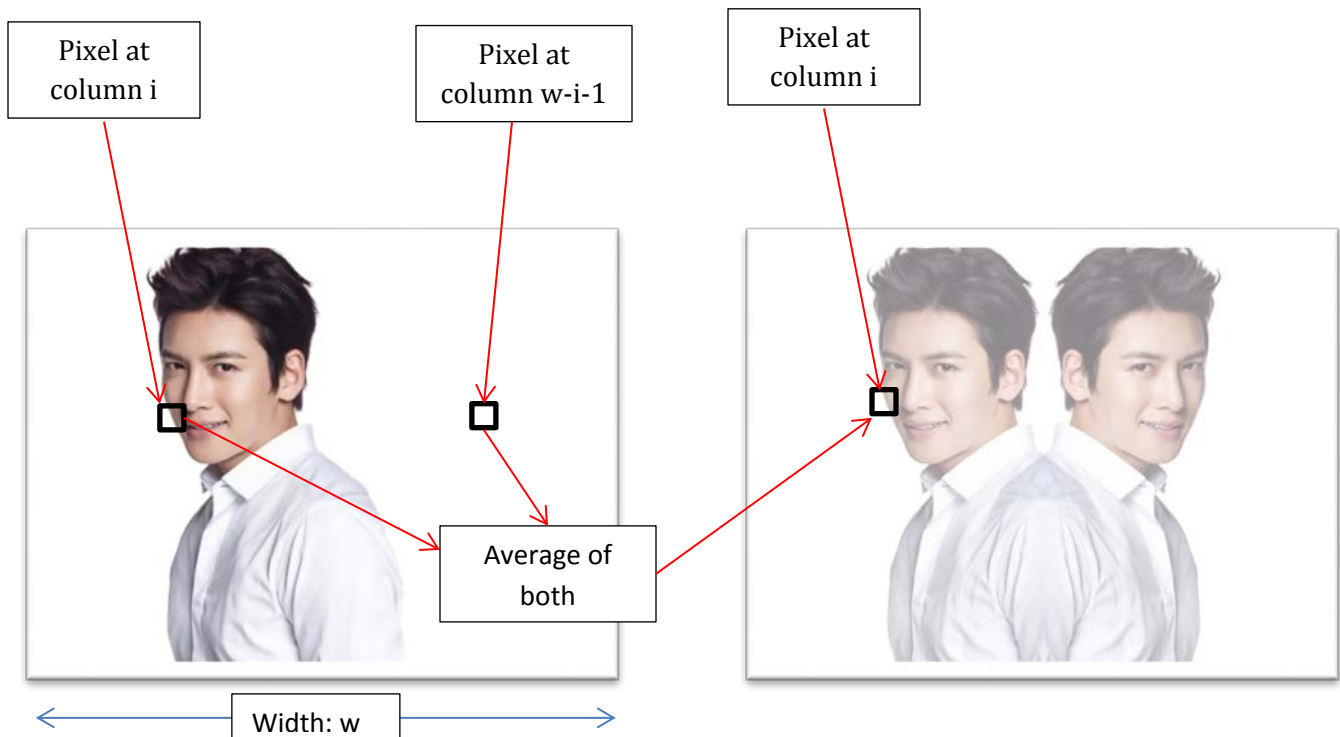 Pixel at
column i
Pixel at
column w-i-1
Pixel at
column i
Average of
both
Width: w